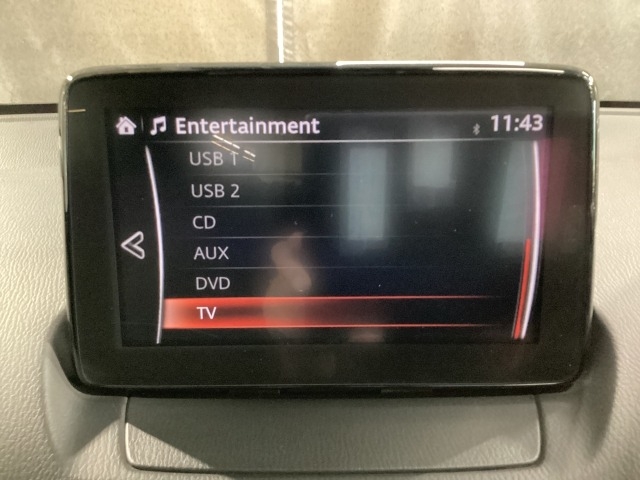 Entertainment 11:43
USB 1
USB 2
CD
AUX
DVD
TV